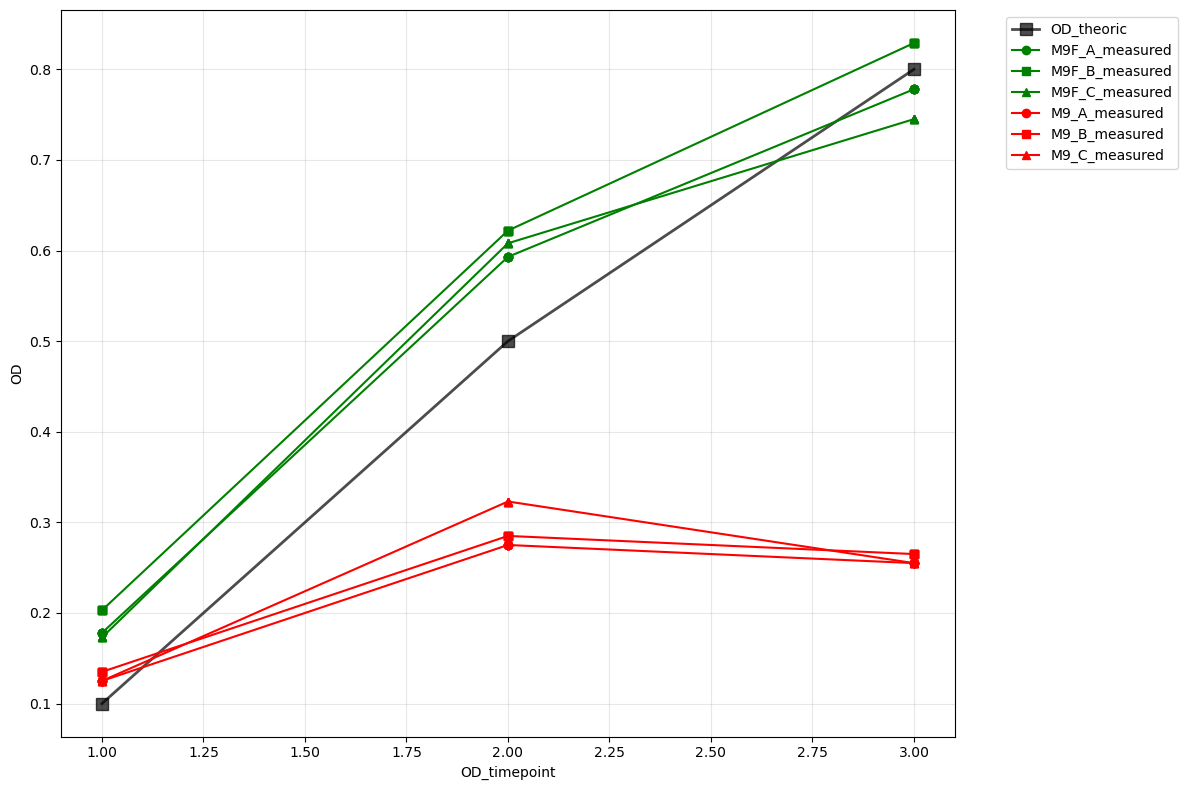 OD_theoric
M9F_A_measured
M9F_B_measured
M9F_C_measured
M9_A_measured
M9_B_measured
M9_C_measured
OD
0.8
0.7
0.6
0.5
0.4
0.3
0.2
0.1
1.00 1.25 1.50 1.75 2.00 2.25 2.50 2.75 3.00
OD_timepoint